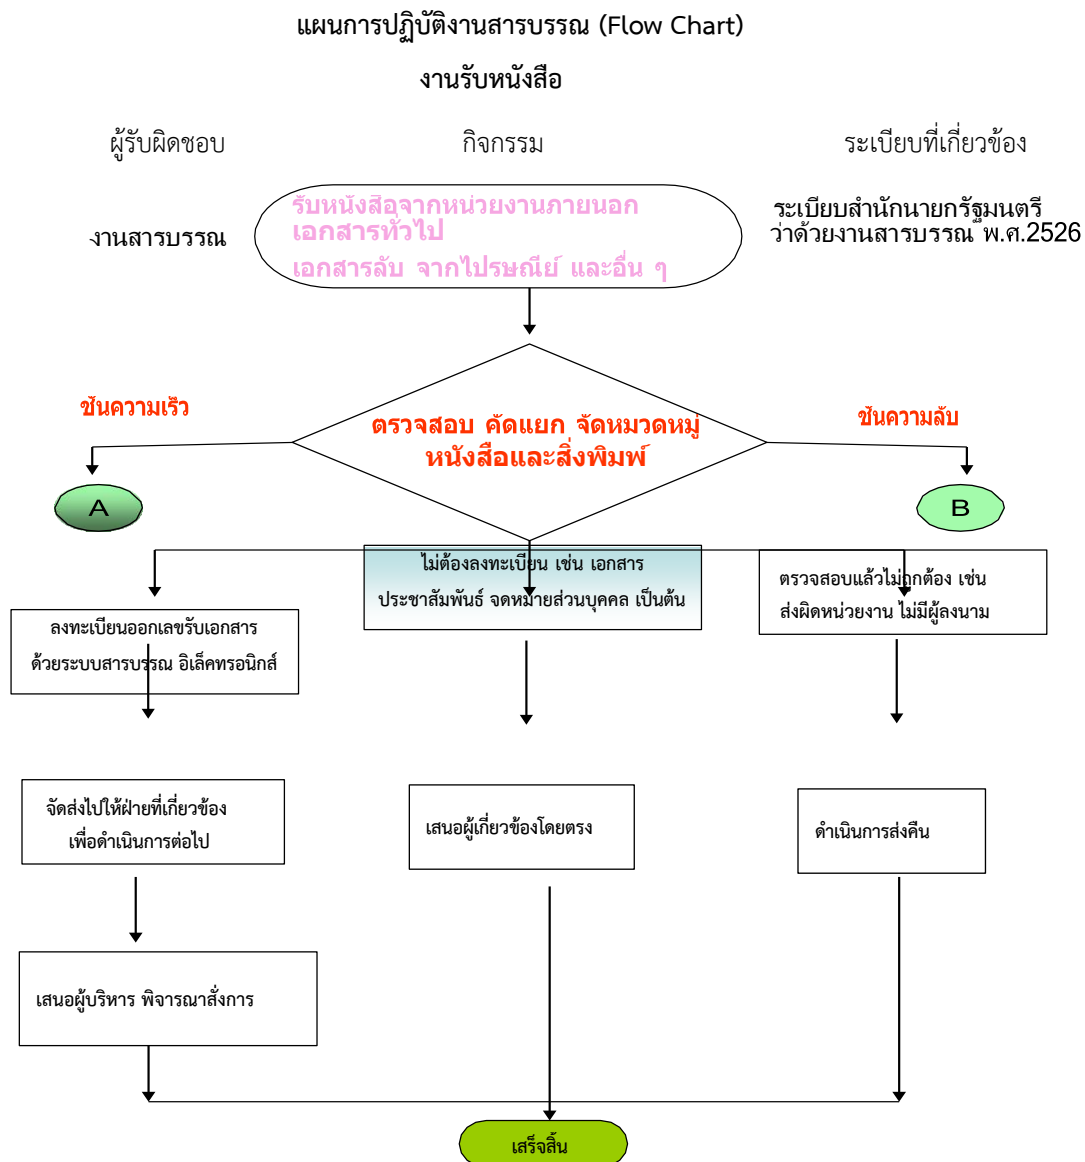 แผนการปฏิบัติงานสารบรรณ (Flow Chart)
งานรับหนังสือ
ผู้รับผิดชอบ
กิจกรรม
ระเบียบที่เกี่ยวข้อง
งานสารบรรณ
รับหนังสือจากหน่วยงานภายนอก
เอกสารทั่วไป
เอกสารลับ จากไปรษณีย์ และอื่น ๆ
ระเบียบสำนักนายกรัฐมนตรี
ว่าด้วยงานสารบรรณ พ.ศ.2526
ชั้นความเร็ว
ตรวจสอบ คัดแยก จัดหมวดหมู่
หนังสือและสิ่งพิมพ์
ชั้นความลับ
A
B
ลงทะเบียนออกเลขรับเอกสาร
ด้วยระบบสารบรรณ อิเล็คทรอนิกส์
ไม่ต้องลงทะเบียน เช่น เอกสาร
ประชาสัมพันธ์ จดหมายส่วนบุคคล เป็นต้น
ตรวจสอบแล้วไม่ถูกต้อง เช่น
ส่งผิดหน่วยงาน ไม่มีผู้ลงนาม
จัดส่งไปให้ฝ่ายที่เกี่ยวข้อง
เพื่อดำเนินการต่อไป
เสนอผู้เกี่ยวข้องโดยตรง
ดำเนินการส่งคืน
เสนอผู้บริหาร พิจารณาสั่งการ
เสร็จสิ้น